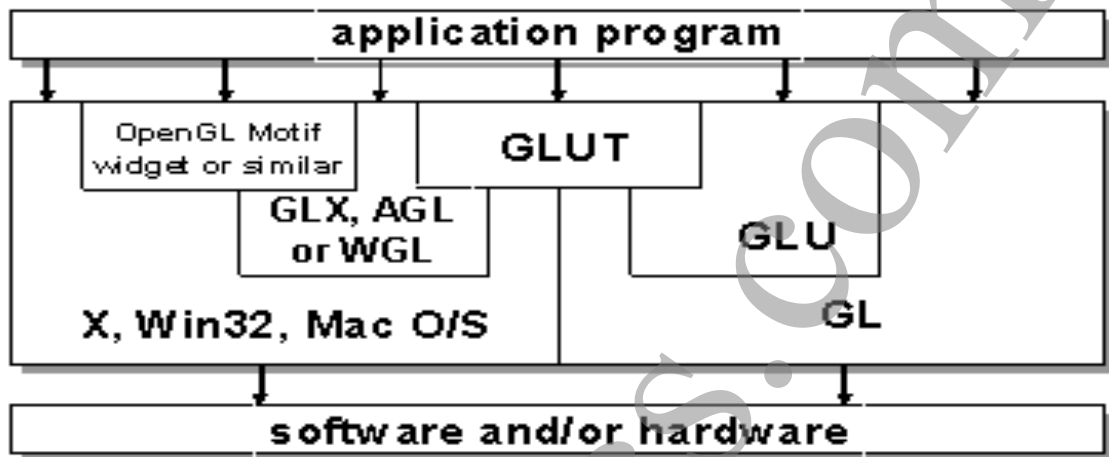 application program
OpenGL Motif
widget or similar
GLUT
GLX, AGL
or WGL
GLU
X, Win32, Mac O/S
GL
software and/or hardware
s.com